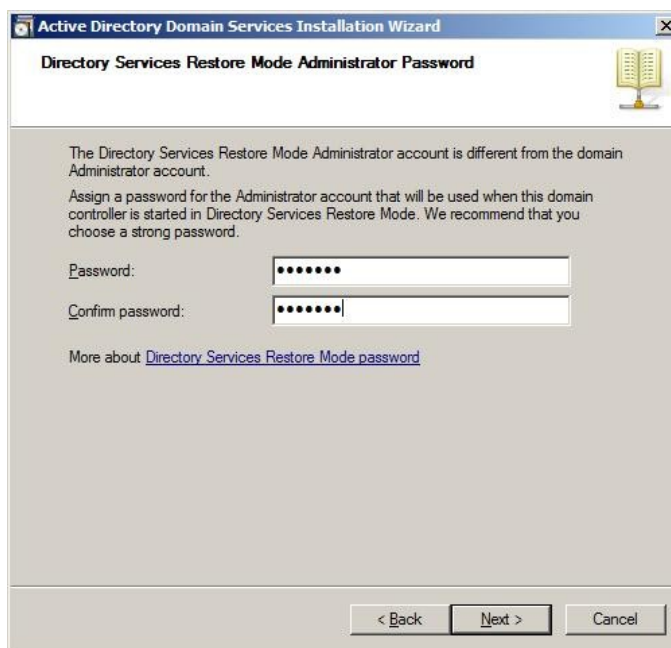 Active Directory Domain Services Installation Wizard
Directory Services Restore Mode Administrator Password
The Directory Services Restore Mode Administrator account is different from the domain
Administrator account.
Assign a password for the Administrator account that will be used when this domain
controller is started in Directory Services Restore Mode. We recommend that you
choose a strong password.
Password: •••••••
Confirm password: •••••••
More about Directory Services Restore Mode password
< Back Next > Cancel